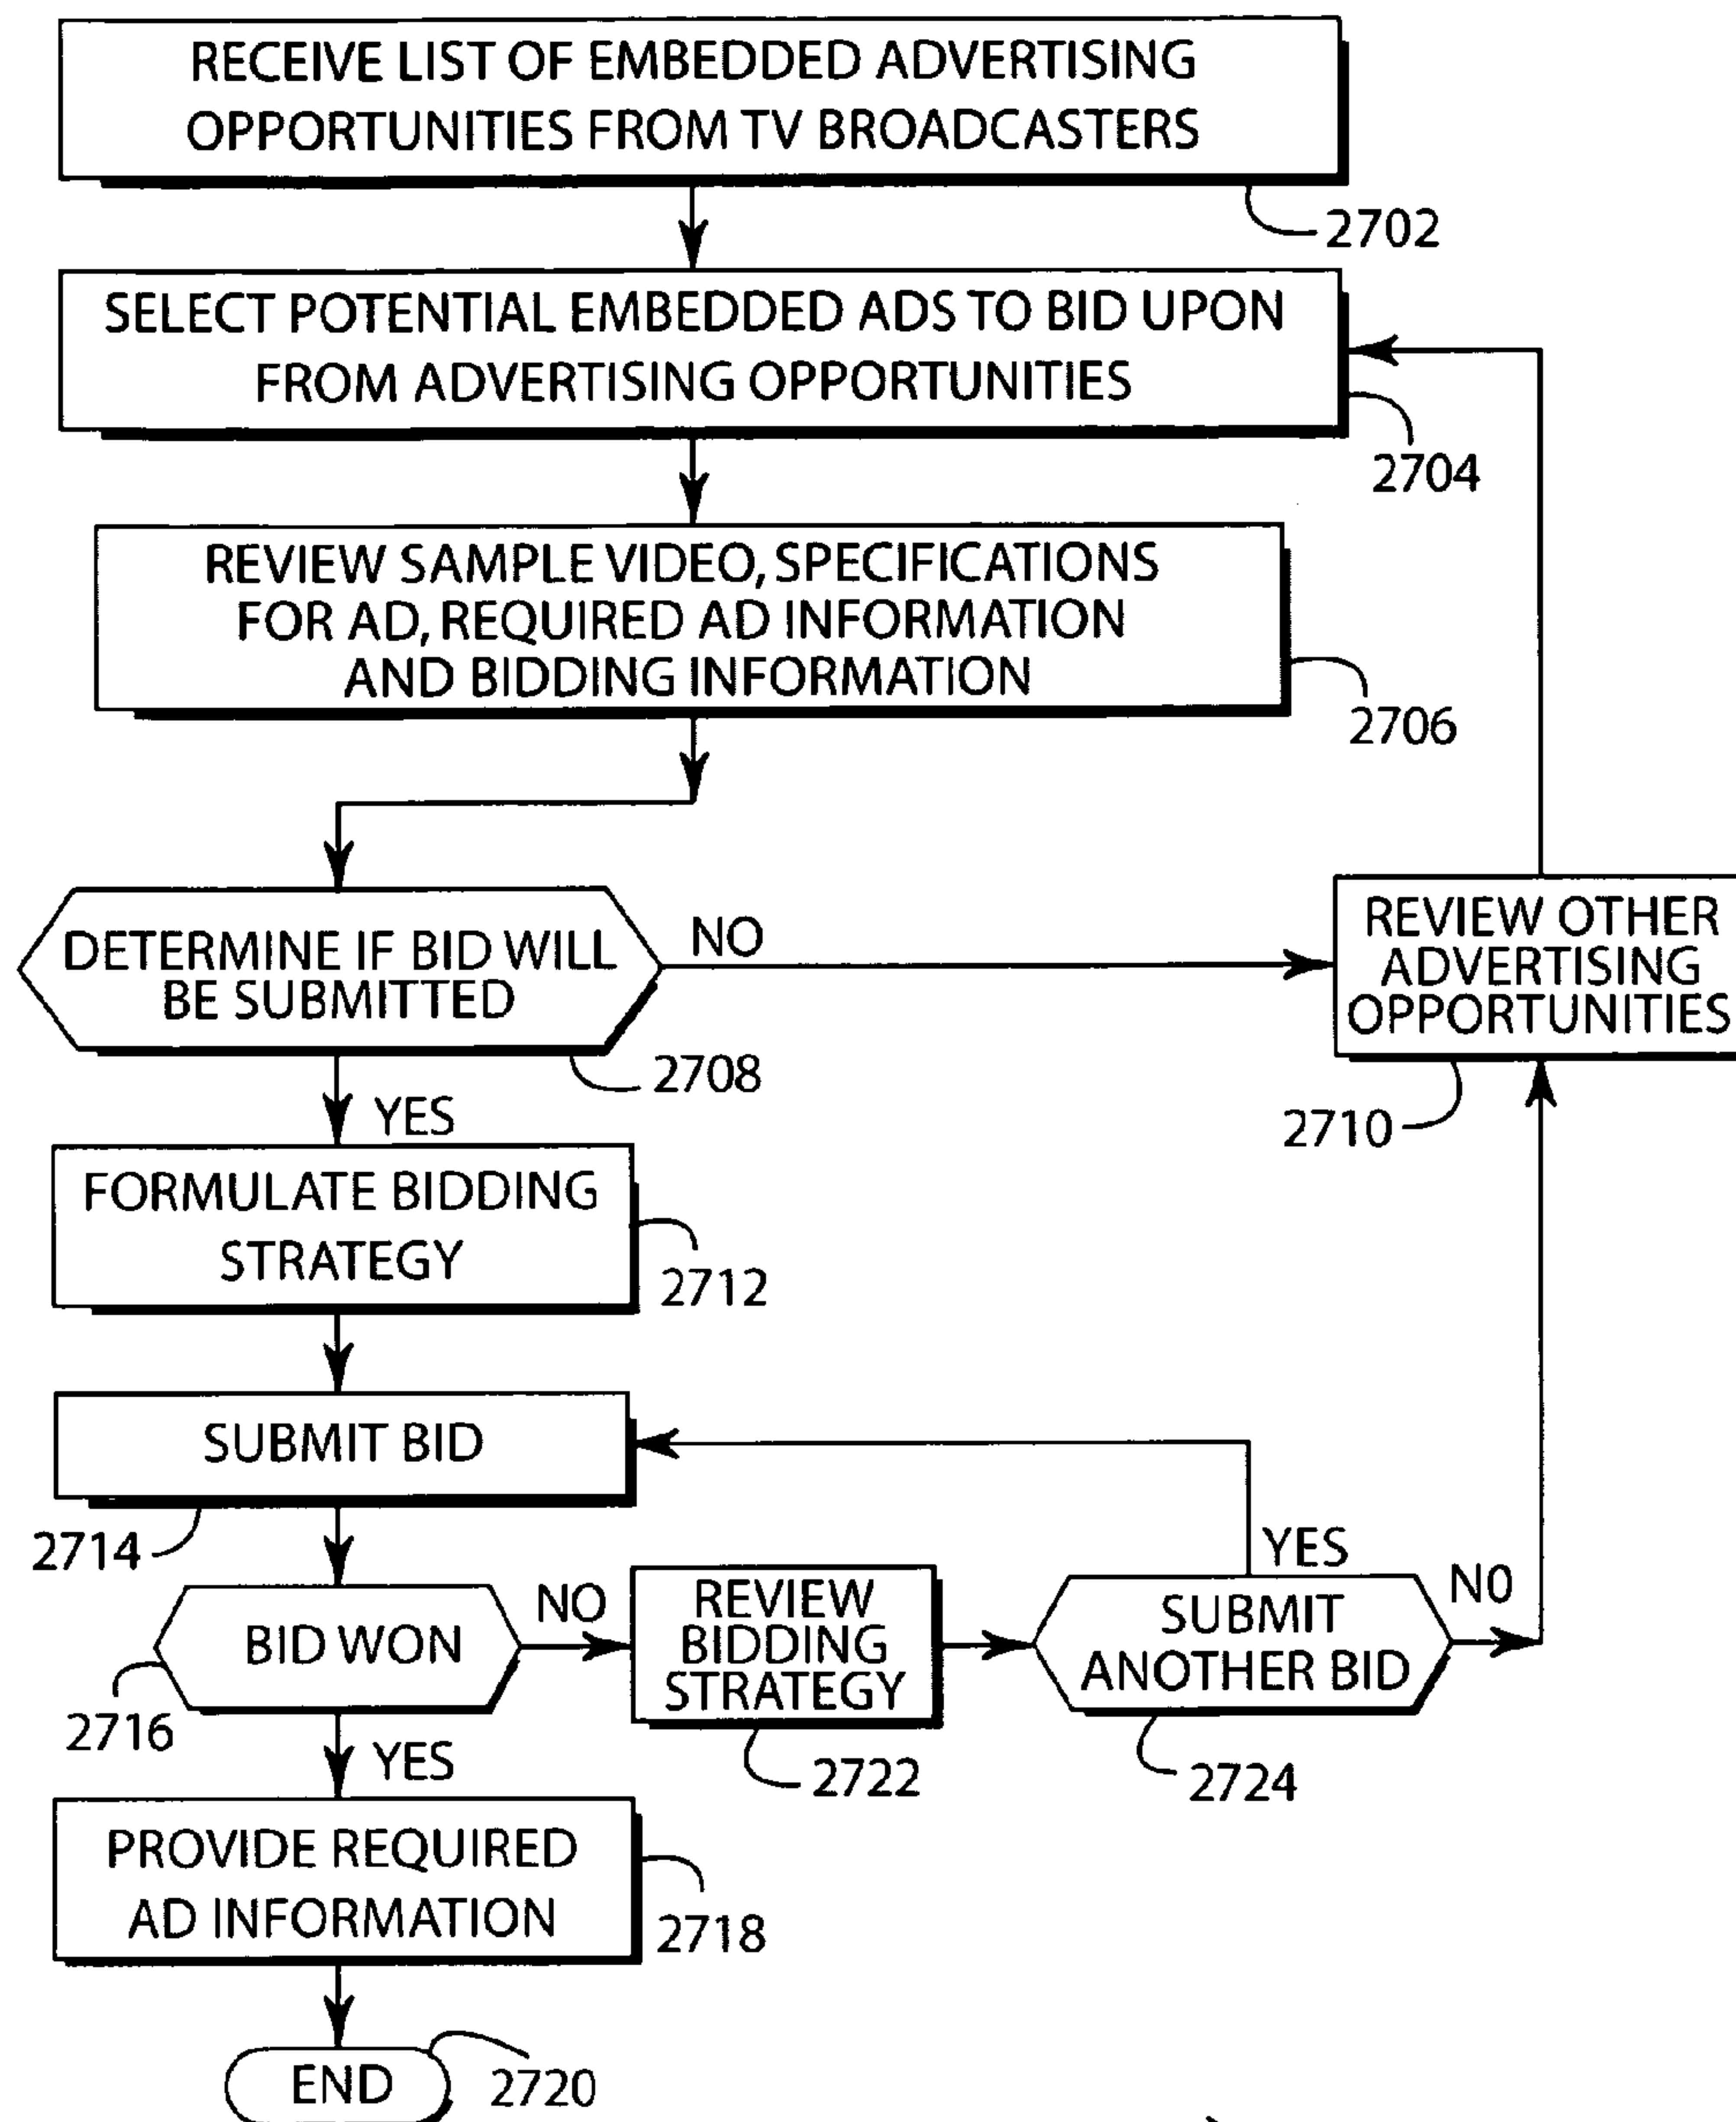 RECEIVE LIST OF EMBEDDED ADVERTISING
OPPORTUNITIES FROM TV BROADCASTERS
2702
SELECT POTENTIAL EMBEDDED ADS TO BID UPON
FROM ADVERTISING OPPORTUNITIES
2704
REVIEW SAMPLE VIDEO, SPECIFICATIONS
FOR AD, REQUIRED AD INFORMATION
AND BIDDING INFORMATION
2706
DETERMINE IF BID WILL
BE SUBMITTED
NO
2708
REVIEW OTHER
ADVERTISING
OPPORTUNITIES
2710
YES
FORMULATE BIDDING
STRATEGY
2712
SUBMIT BID
2714
BID WON
2716
NO
REVIEW
BIDDING
STRATEGY
2722
SUBMIT
ANOTHER BID
2724
YES
NO
YES
PROVIDE REQUIRED
AD INFORMATION
2718
END
2720